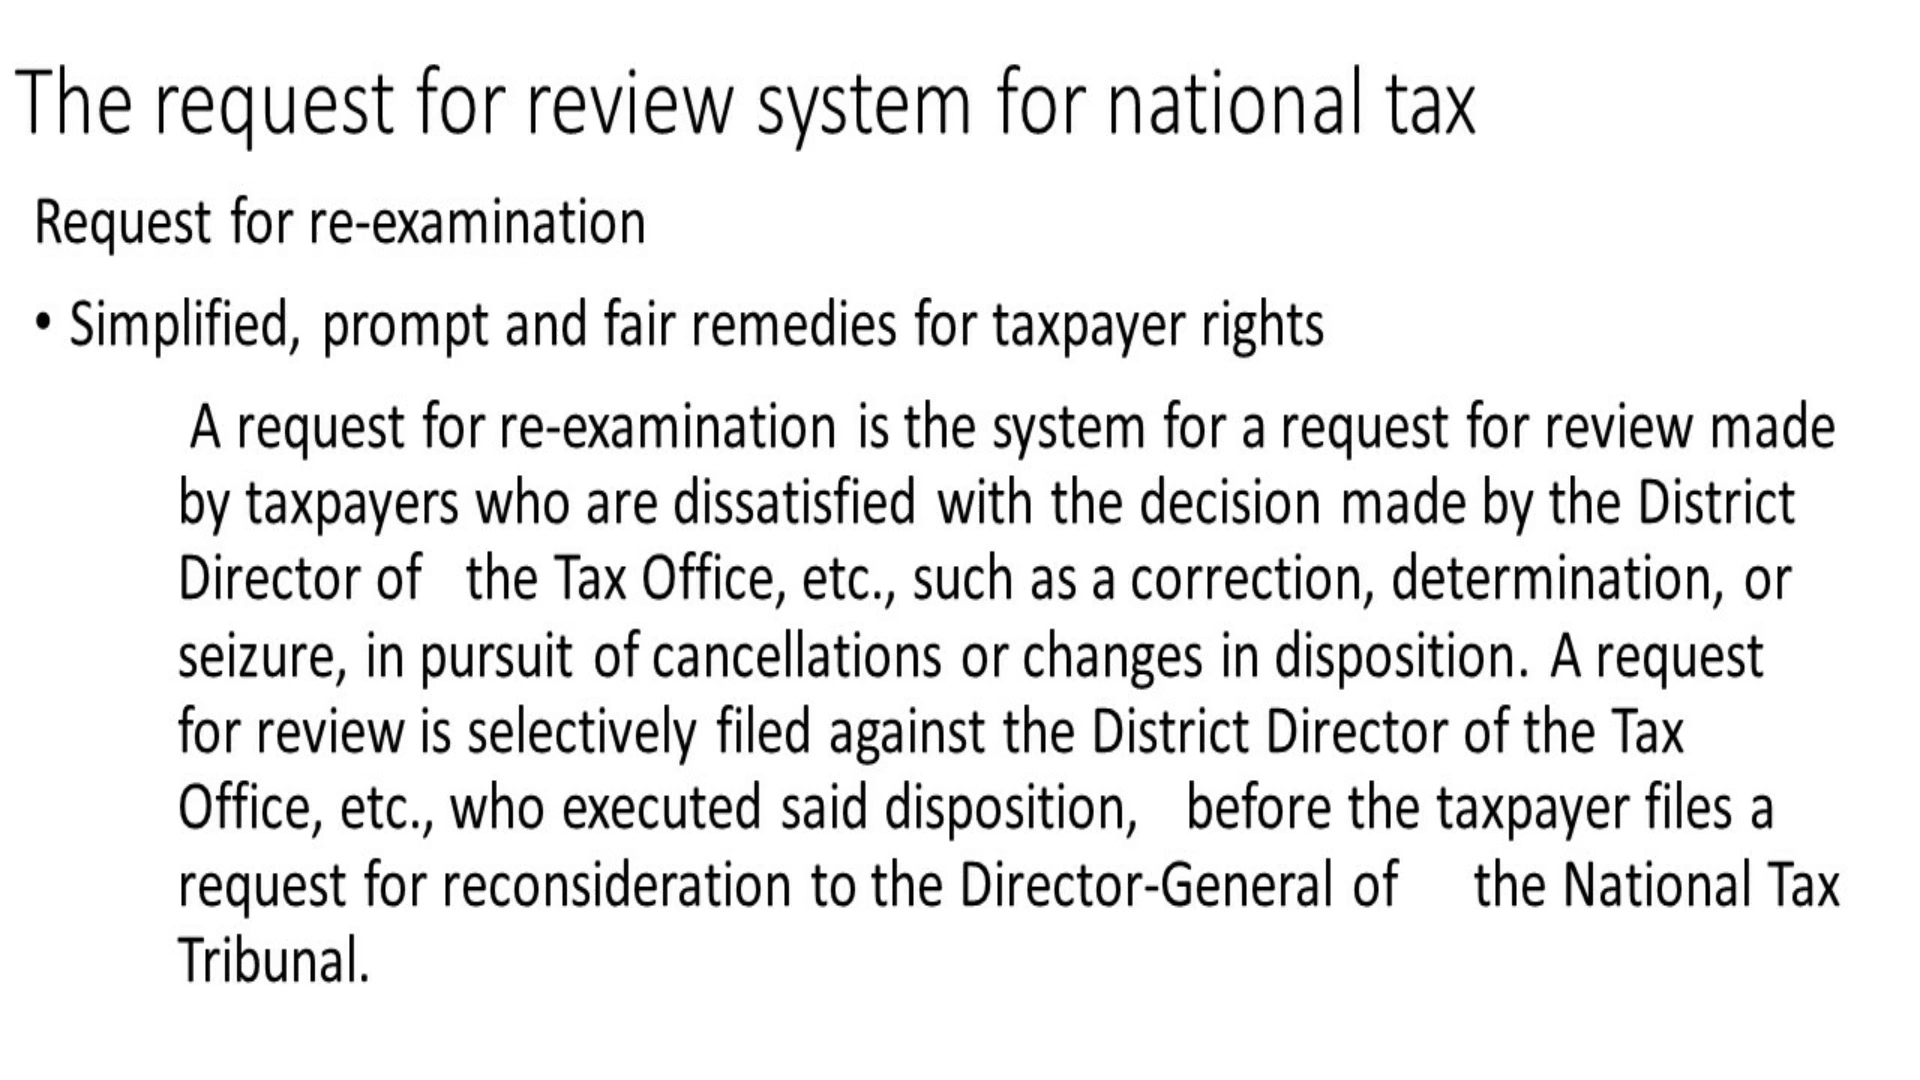 The request for review system for national tax
Request for re-examination
• Simplified, prompt and fair remedies for taxpayer rights
A request for re-examination is the system for a request for review made
by taxpayers who are dissatisfied with the decision made by the District
Director of the Tax Office, etc., such as a correction, determination, or
seizure, in pursuit of cancellations or changes in disposition. A request
for review is selectively filed against the District Director of the Tax
Office, etc., who executed said disposition, before the taxpayer files a
request for reconsideration to the Director-General of the National Tax
Tribunal.